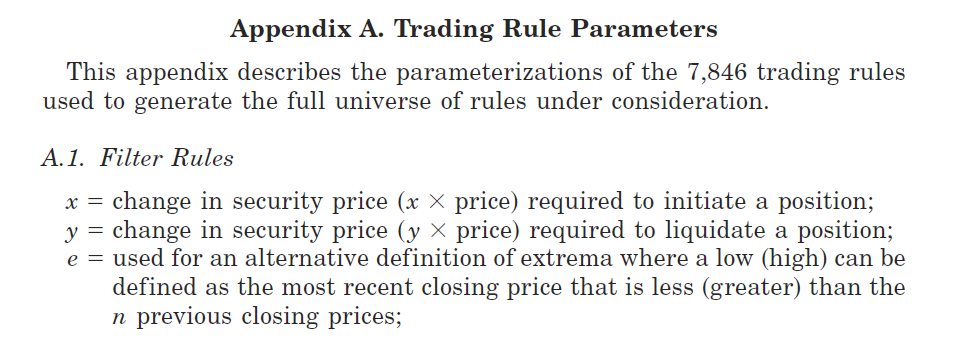 Appendix A. Trading Rule Parameters
This appendix describes the parameterizations of the 7,846 trading rules
used to generate the full universe of rules under consideration.
A.1. Filter Rules
x = change in security price (x × price) required to initiate a position;
y = change in security price (y × price) required to liquidate a position;
e = used for an alternative definition of extrema where a low (high) can be
defined as the most recent closing price that is less (greater) than the
n previous closing prices;